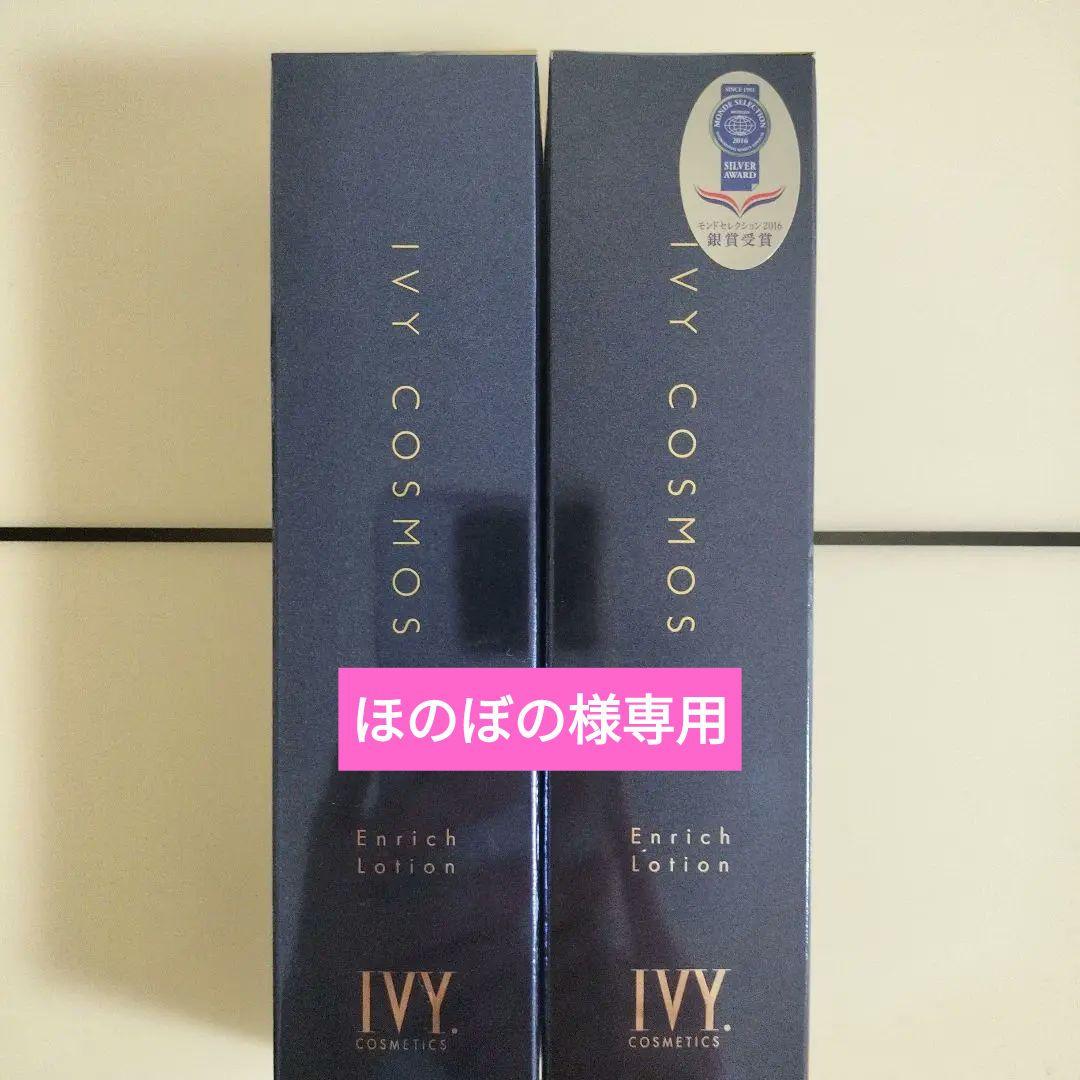 IVY COSMOS
Enrich
Lotion
IVY.
COSMETICS
SINCE 1961
MONDE SELECTION
2016
SILVER
AWARD
モンドセレクション2016
銀賞受賞
IVY COSMOS
Enrich
Lotion
IVY.
COSMETICS
ほのぼの様専用